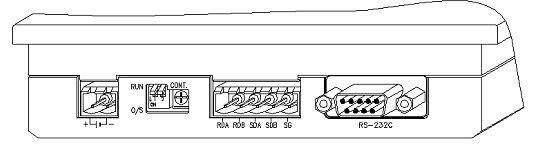 RUN
CONT.
ON
O/S
+ −
RDA RDB SDA SDB SG
RS-232C